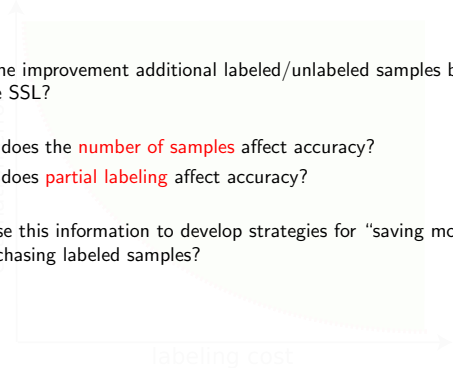 he improvement additional labeled/unlabeled samples b
e SSL?
does the number of samples affect accuracy?
does partial labeling affect accuracy?
se this information to develop strategies for “saving mo
chasing labeled samples?
labeling cost